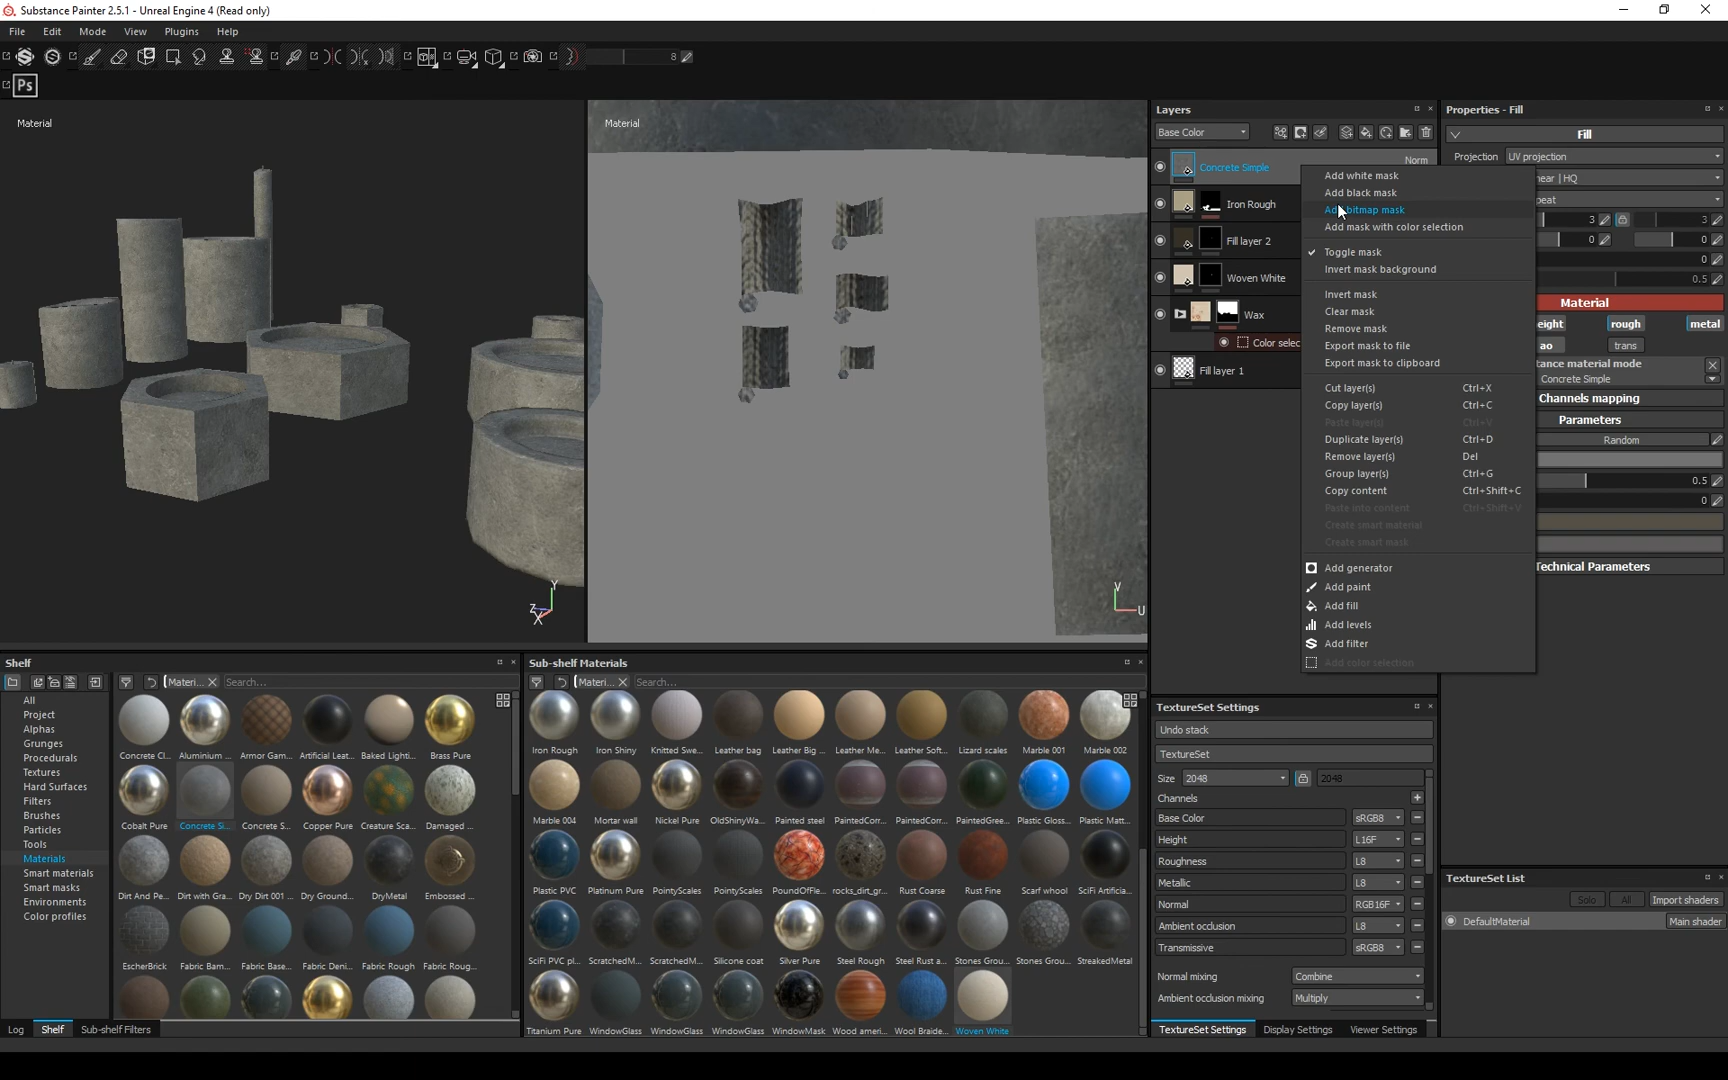 Substance Painter 2.5.1 - Unreal Engine 4 (Read only)
File Edit Mode View Plugins Help
8
Ps
Material
Material
Layers
Base Color
Concrete Simple
Norm
Iron Rough
Fill layer 2
Woven White
Wax
Color selec
Fill layer 1
Add white mask
Add black mask
Add bitmap mask
Add mask with color selection
Toggle mask
Invert mask background
Invert mask
Clear mask
Remove mask
Export mask to file
Export mask to clipboard
Cut layer(s) Ctrl+X
Copy layer(s) Ctrl+C
Paste layer(s) Ctrl+V
Duplicate layer(s) Ctrl+D
Remove layer(s) Del
Group layer(s) Ctrl+G
Copy content Ctrl+Shift+C
Paste into content Ctrl+Shift+V
Create smart material
Create smart mask
Add generator
Add paint
Add fill
Add levels
Add filter
Add color selection
Properties - Fill
Fill
Projection UV projection
near | HQ
peat
3 3
0 0
0
0.5
Material
eight rough metal
ao trans
tance material mode
Concrete Simple
Channels mapping
Parameters
Random
0.5
0
Technical Parameters
Shelf
Materi... Search...
All
Project
Alphas
Grunges
Procedurals
Textures
Hard Surfaces
Filters
Brushes
Particles
Tools
Materials
Smart materials
Smart masks
Environments
Color profiles
Concrete Cl... Aluminium ... Armor Gam... Artificial Leat... Baked Lighti... Brass Pure
Cobalt Pure Concrete Si... Concrete S... Copper Pure Creature Sca... Damaged ...
Dirt And Pe... Dirt with Gra... Dry Dirt 001 ... Dry Ground... DryMetal Embossed ...
EscherBrick Fabric Bam... Fabric Base... Fabric Deni... Fabric Rough Fabric Roug...
Log Shelf Sub-shelf Filters
Sub-shelf Materials
Materi... Search...
Iron Rough Iron Shiny Knitted Swe... Leather bag Leather Big ... Leather Me... Leather Soft... Lizard scales Marble 001 Marble 002
Marble 004 Mortar wall Nickel Pure OldShinyWa... Painted steel PaintedCorr... PaintedCorr... PaintedGree... Plastic Gloss... Plastic Matt...
Plastic PVC Platinum Pure PointyScales PointyScales PoundOfFle... rocks_dirt_gr... Rust Coarse Rust Fine Scarf whool SciFi Artificia...
SciFi PVC pl... ScratchedM... ScratchedM... Silicone coat Silver Pure Steel Rough Steel Rust a... Stones Grou... Stones Grou... StreakedMetal
Titanium Pure WindowGlass WindowGlass WindowGlass WindowMask Wood ameri... Wool Braide... Woven White
TextureSet Settings
Undo stack
TextureSet
Size 2048 2048
Channels
Base Color sRGB8
Height L16F
Roughness L8
Metallic L8
Normal RGB16F
Ambient occlusion L8
Transmissive sRGB8
Normal mixing Combine
Ambient occlusion mixing Multiply
TextureSet Settings Display Settings Viewer Settings
TextureSet List
Solo All Import shaders
DefaultMaterial Main shader
Y
Z
X
V
U